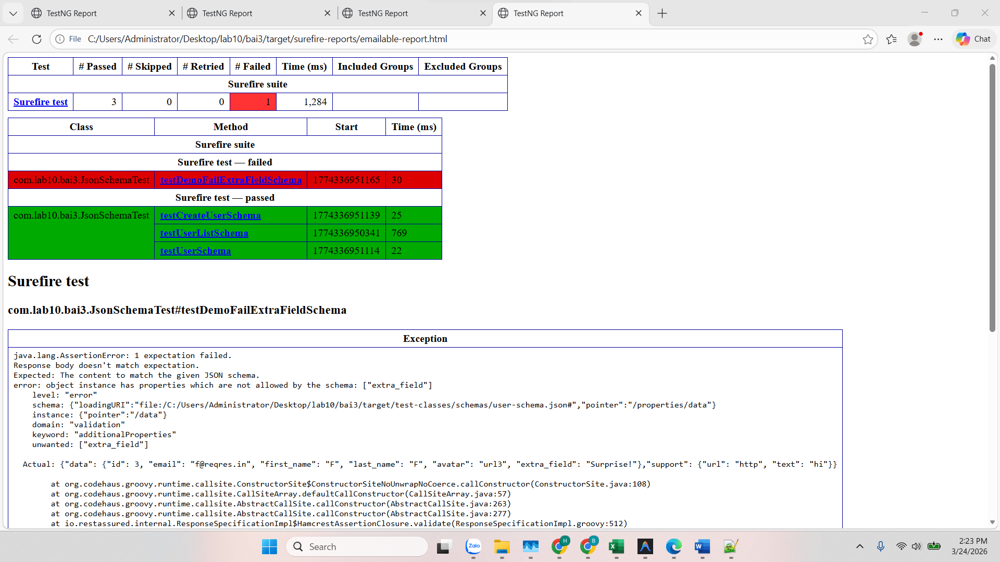 TestNG Report
TestNG Report
TestNG Report
TestNG Report
File C:/Users/Administrator/Desktop/lab10/bai3/target/surefire-reports/emailable-report.html
Chat
Test # Passed # Skipped # Retried # Failed Time (ms) Included Groups Excluded Groups
Surefire suite
Surefire test 3 0 0 1 1,284
Class Method Start Time (ms)
Surefire suite
Surefire test — failed
com.lab10.bai3.JsonSchemaTest testDemoFailExtraFieldSchema 1774336951165 30
Surefire test — passed
com.lab10.bai3.JsonSchemaTest testCreateUserSchema 1774336951139 25
testUserListSchema 1774336950341 769
testUserSchema 1774336951114 22
Surefire test
com.lab10.bai3.JsonSchemaTest#testDemoFailExtraFieldSchema
Exception
java.lang.AssertionError: 1 expectation failed.
Response body doesn't match expectation.
Expected: The content to match the given JSON schema.
error: object instance has properties which are not allowed by the schema: ["extra_field"]
level: "error"
schema: {"loadingURI":"file:/C:/Users/Administrator/Desktop/lab10/bai3/target/test-classes/schemas/user-schema.json#","pointer":"/properties/data"}
instance: {"pointer":"/data"}
domain: "validation"
keyword: "additionalProperties"
unwanted: ["extra_field"]
Actual: {"data": {"id": 3, "email": "f@reqres.in", "first_name": "F", "last_name": "F", "avatar": "url3", "extra_field": "Surprise!"},"support": {"url": "http", "text": "hi"}}
at org.codehaus.groovy.runtime.callsite.ConstructorSite$ConstructorSiteNoUnwrapNoCoerce.callConstructor(ConstructorSite.java:108)
at org.codehaus.groovy.runtime.callsite.CallSiteArray.defaultCallConstructor(CallSiteArray.java:57)
at org.codehaus.groovy.runtime.callsite.AbstractCallSite.callConstructor(AbstractCallSite.java:263)
at org.codehaus.groovy.runtime.callsite.AbstractCallSite.callConstructor(AbstractCallSite.java:277)
at io.restassured.internal.ResponseSpecificationImpl$HamcrestAssertionClosure.validate(ResponseSpecificationImpl.groovy:512)
Search
Zalo
H
B
X
W
2:23 PM
3/24/2026